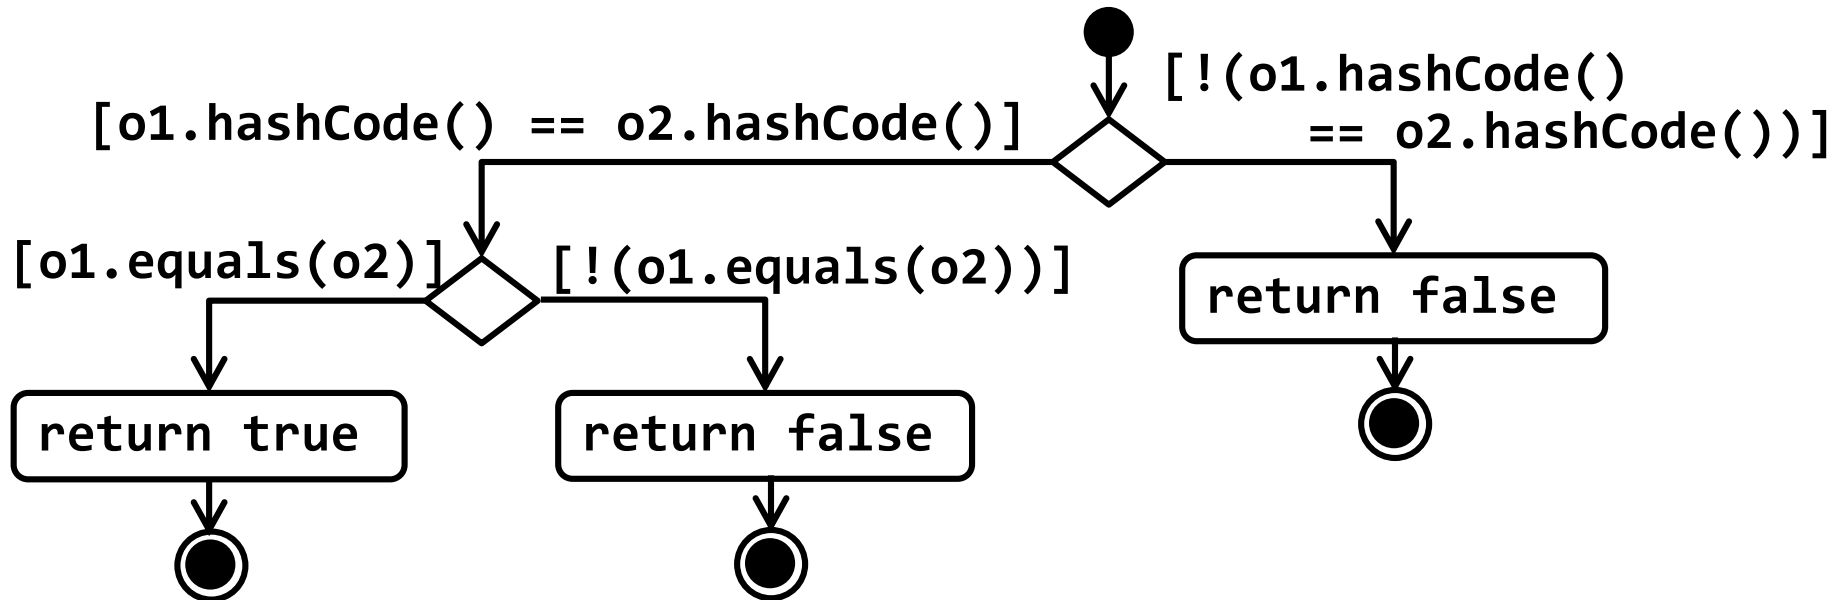 [!(o1.hashCode()
== o2.hashCode())]
[o1.hashCode() == o2.hashCode()]
[o1.equals(o2)]
[!(o1.equals(o2))]
return false
return true
return false